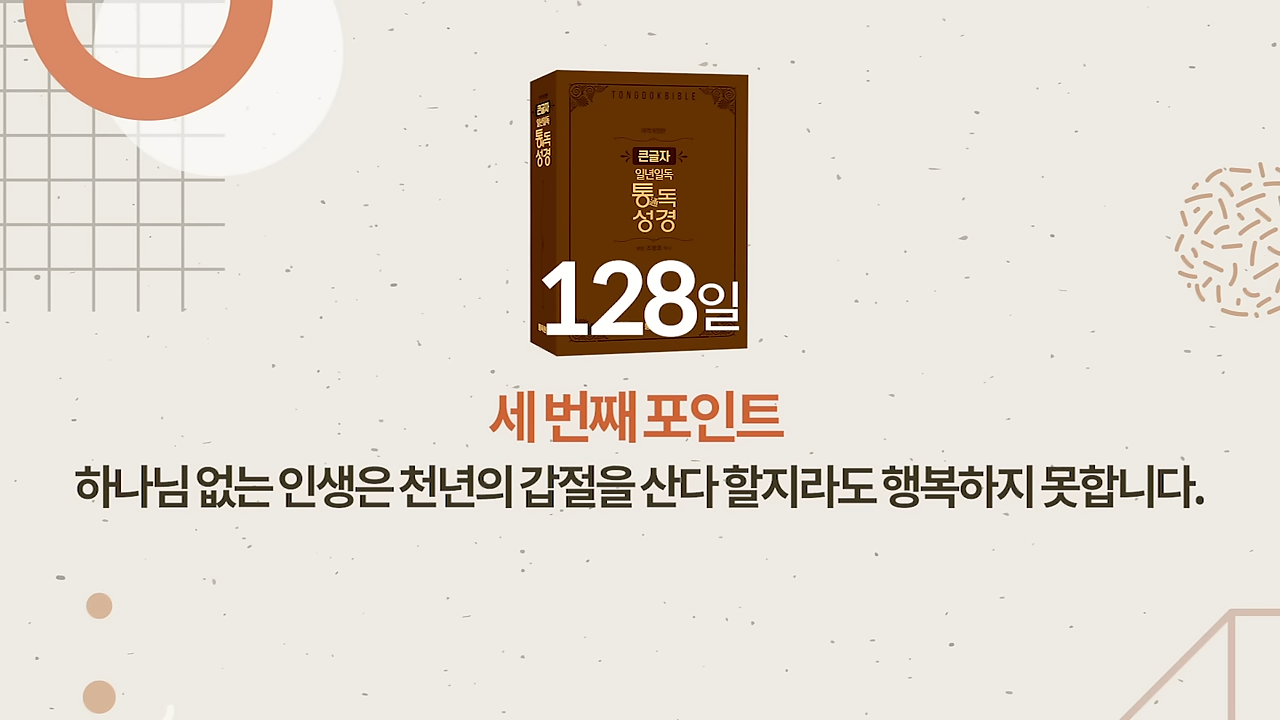 TONGDOKBIBLE
큰글자
일년일독
통독
성경
큰글자
일년일독
통독
성경
128일
세 번째 포인트
하나님 없는 인생은 천년의 갑절을 산다 할지라도 행복하지 못합니다.